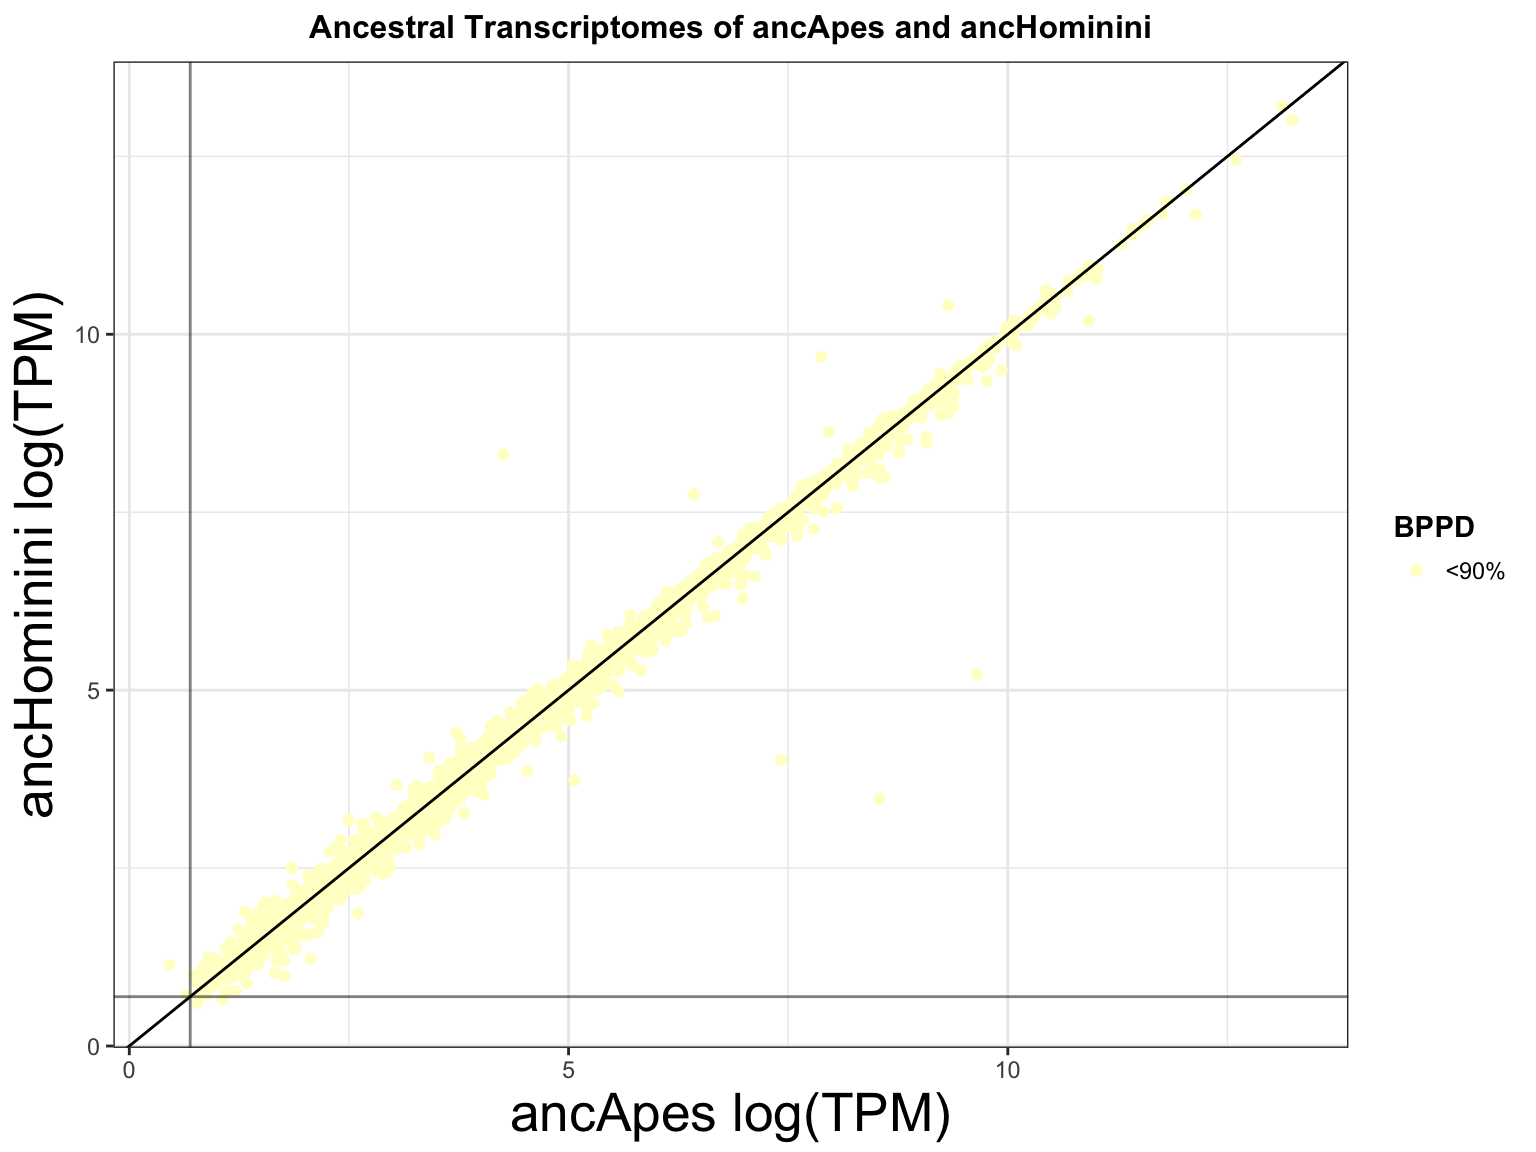 Ancestral Transcriptomes of ancApes and ancHominini
ancHominini log(TPM)
10
5
0
0
5
10
ancApes log(TPM)
BPPD
<90%